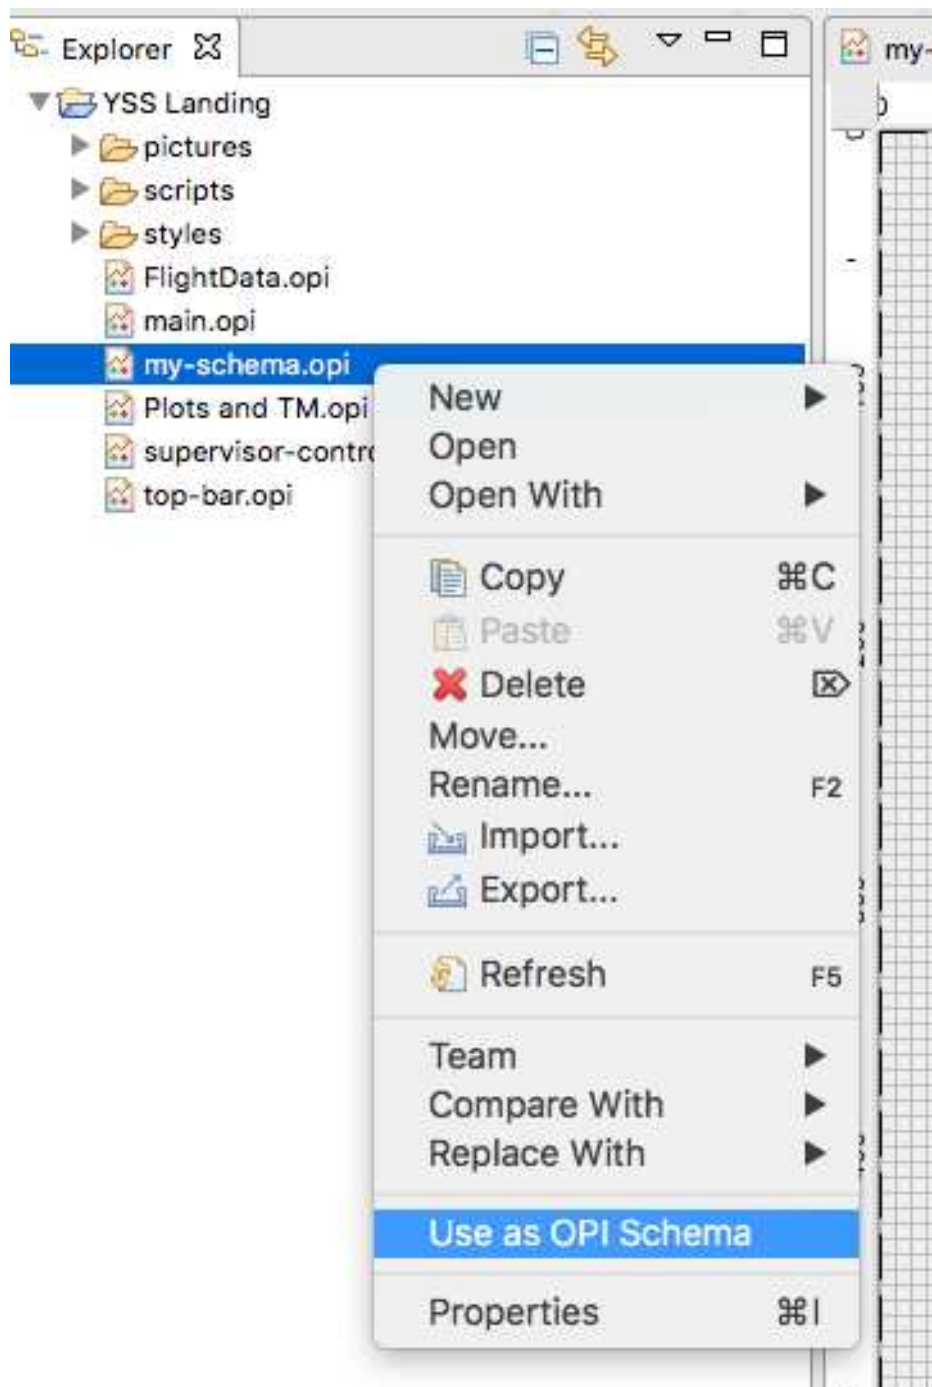 Explorer
my-
YSS Landing
pictures
scripts
styles
FlightData.opi
main.opi
my-schema.opi
Plots and TM.opi
supervisor-contro
top-bar.opi
New
Open
Open With
Copy ⌘C
Paste ⌘V
Delete ⌦
Move...
Rename... F2
Import...
Export...
Refresh F5
Team
Compare With
Replace With
Use as OPI Schema
Properties ⌘I